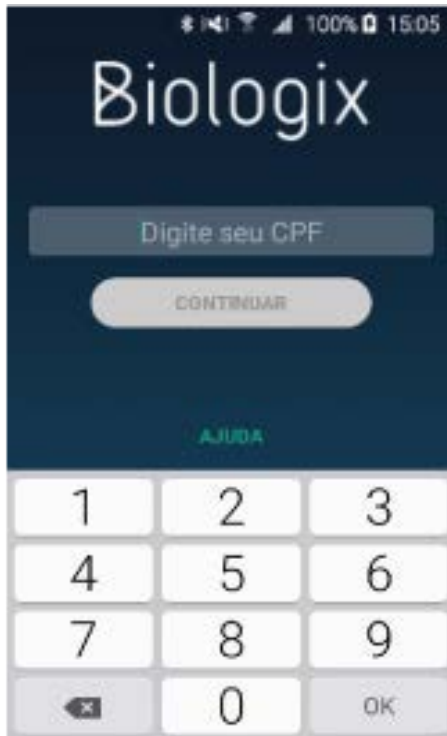 100% 15:05
Biologix
Digite seu CPF
CONTINUAR
AJUDA
1 2 3
4 5 6
7 8 9
0 OK